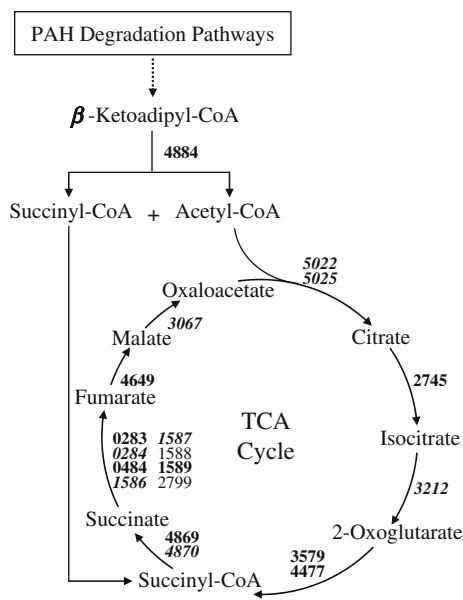 PAH Degradation Pathways
β-Ketoadipyl-CoA
4884
Succinyl-CoA + Acetyl-CoA
5022
5025
Oxaloacetate
3067
Malate
Citrate
4649
2745
Fumarate
TCA
Cycle
0283 1587
0284 1588
0484 1589
1586 2799
Isocitrate
3212
Succinate
2-Oxoglutarate
4869
4870
3579
4477
Succinyl-CoA